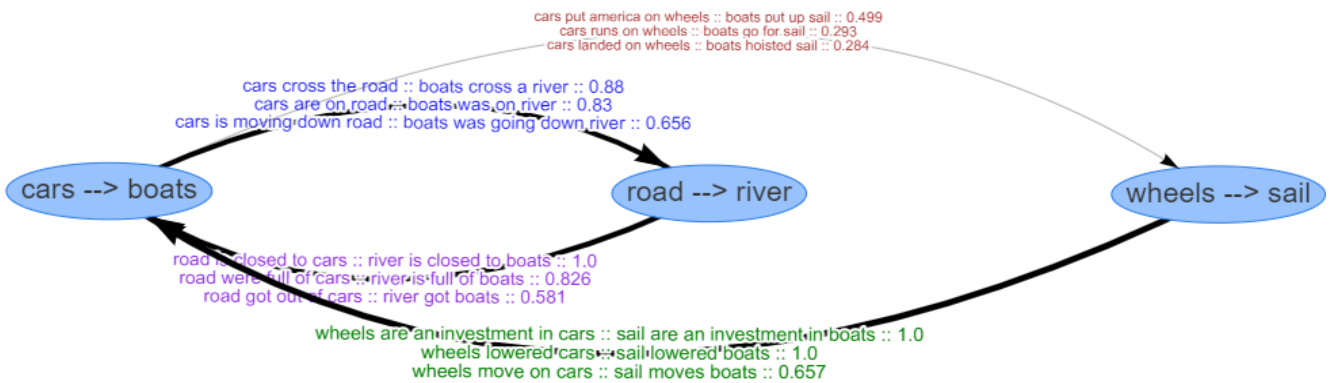 cars put america on wheels :: boats put up sail :: 0.499
cars runs on wheels :: boats go for sail :: 0.293
cars landed on wheels :: boats hoisted sail :: 0.284
cars cross the road :: boats cross a river :: 0.88
cars are on road :: boats was on river :: 0.83
cars is moving down road :: boats was going down river :: 0.656
cars --> boats
road --> river
wheels --> sail
road is closed to cars :: river is closed to boats :: 1.0
road were full of cars :: river is full of boats :: 0.826
road got out of cars :: river got boats :: 0.581
wheels are an investment in cars :: sail are an investment in boats :: 1.0
wheels lowered cars :: sail lowered boats :: 1.0
wheels move on cars :: sail moves boats :: 0.657